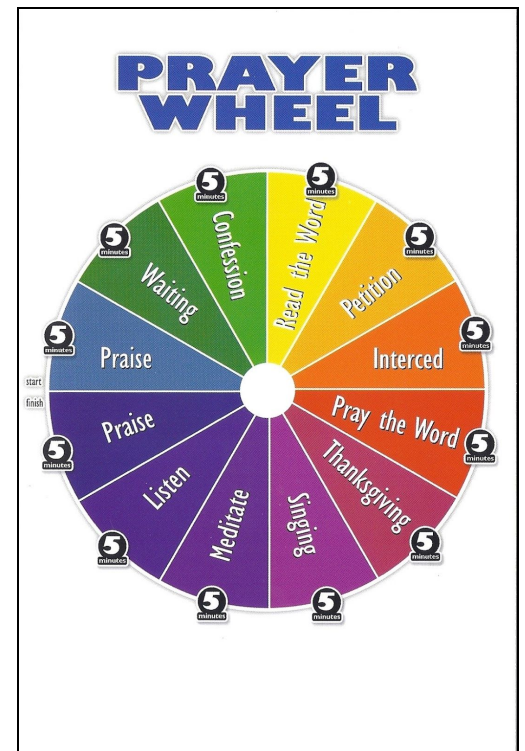 PRAYER
WHEEL
start
Praise
5
minutes
Waiting
5
minutes
Confession
5
minutes
Read the Word
5
minutes
Petition
5
minutes
Interced
5
minutes
Pray the Word
5
minutes
Thanksgiving
5
minutes
Singing
5
minutes
Meditate
5
minutes
Listen
5
minutes
Praise
5
minutes
finish